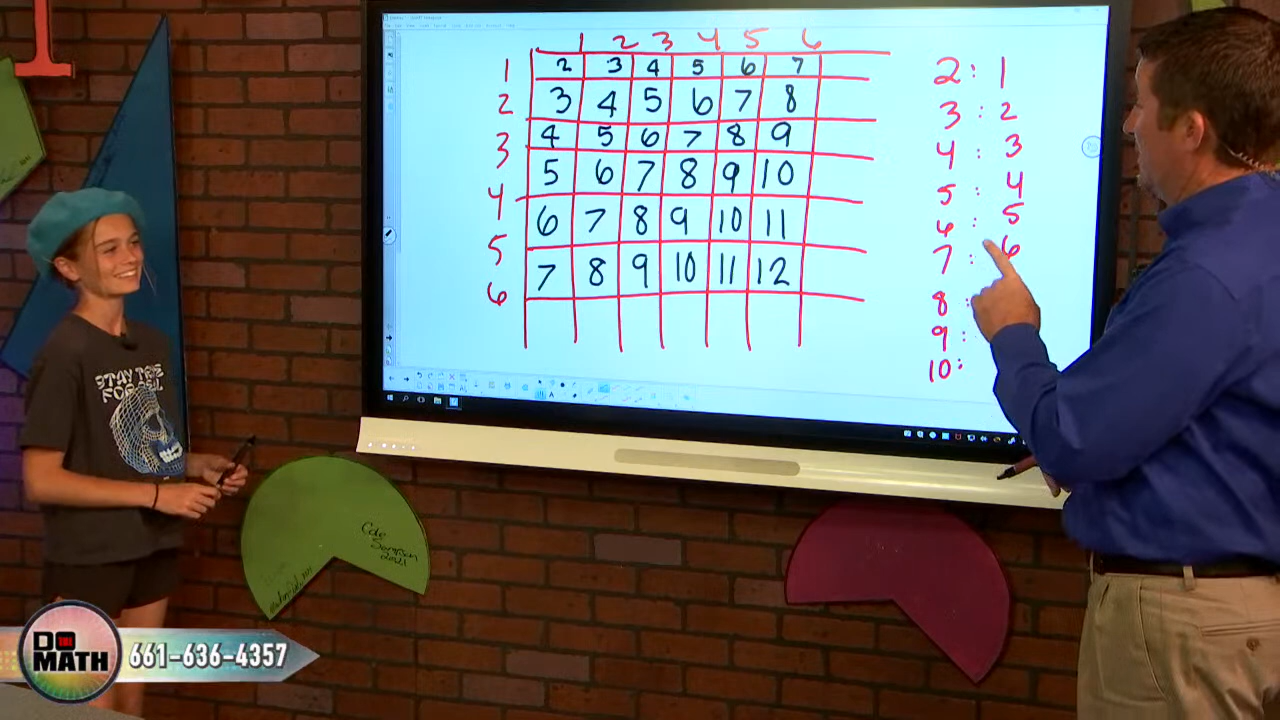 1 2 3 4 5 6
1 2 3 4 5 6 7
2 3 4 5 6 7 8
3 4 5 6 7 8 9
4 5 6 7 8 9 10
5 6 7 8 9 10 11
6 7 8 9 10 11 12
2: 1
3: 2
4: 3
5: 4
6: 5
7: 6
8:
9:
10:
STAY TRUE
Cole
2021
DO THE MATH
661-636-4357